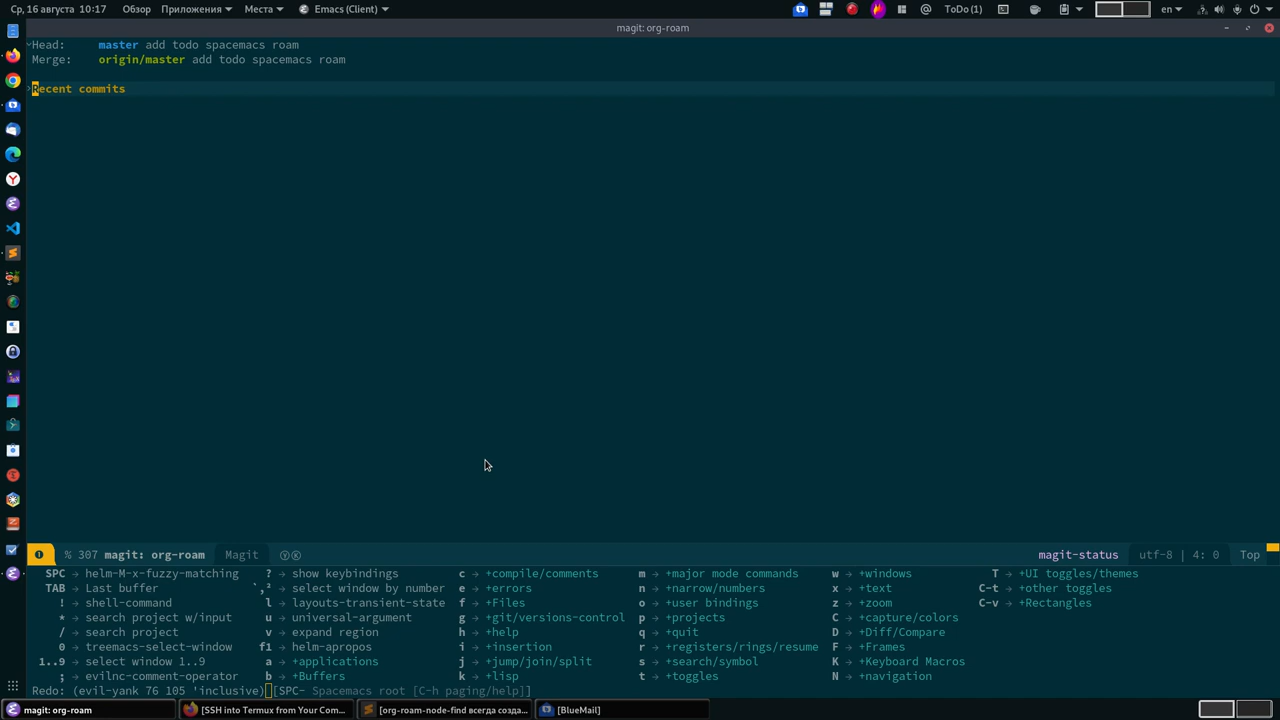 Ср, 16 августа 10:17 Обзор Приложения Места Emacs (Client) @ ToDo (1) en
magit: org-roam
Head: master add todo spacemacs roam
Merge: origin/master add todo spacemacs roam
Recent commits
1 % 307 magit: org-roam Magit ⓨⓀ magit-status utf-8 | 4: 0 Top
SPC → helm-M-x-fuzzy-matching ? → show keybindings c → +compile/comments m → +major mode commands w → +windows T → +UI toggles/themes
TAB → Last buffer `,² → select window by number e → +errors n → +narrow/numbers x → +text C-t → +other toggles
! → shell-command l → layouts-transient-state f → +Files o → +user bindings z → +zoom C-v → +Rectangles
* → search project w/input u → universal-argument g → +git/versions-control p → +projects C → +capture/colors
/ → search project v → expand region h → +help q → +quit D → +Diff/Compare
0 → treemacs-select-window f1 → helm-apropos i → +insertion r → +registers/rings/resume F → +Frames
1..9 → select window 1..9 a → +applications j → +jump/join/split s → +search/symbol K → +Keyboard Macros
; → evilnc-comment-operator b → +Buffers k → +lisp t → +toggles N → +navigation
Redo: (evil-yank 76 105 'inclusive) [SPC- Spacemacs root [C-h paging/help]]
magit: org-roam [SSH into Termux from Your Com... [org-roam-node-find всегда созда... [BlueMail]